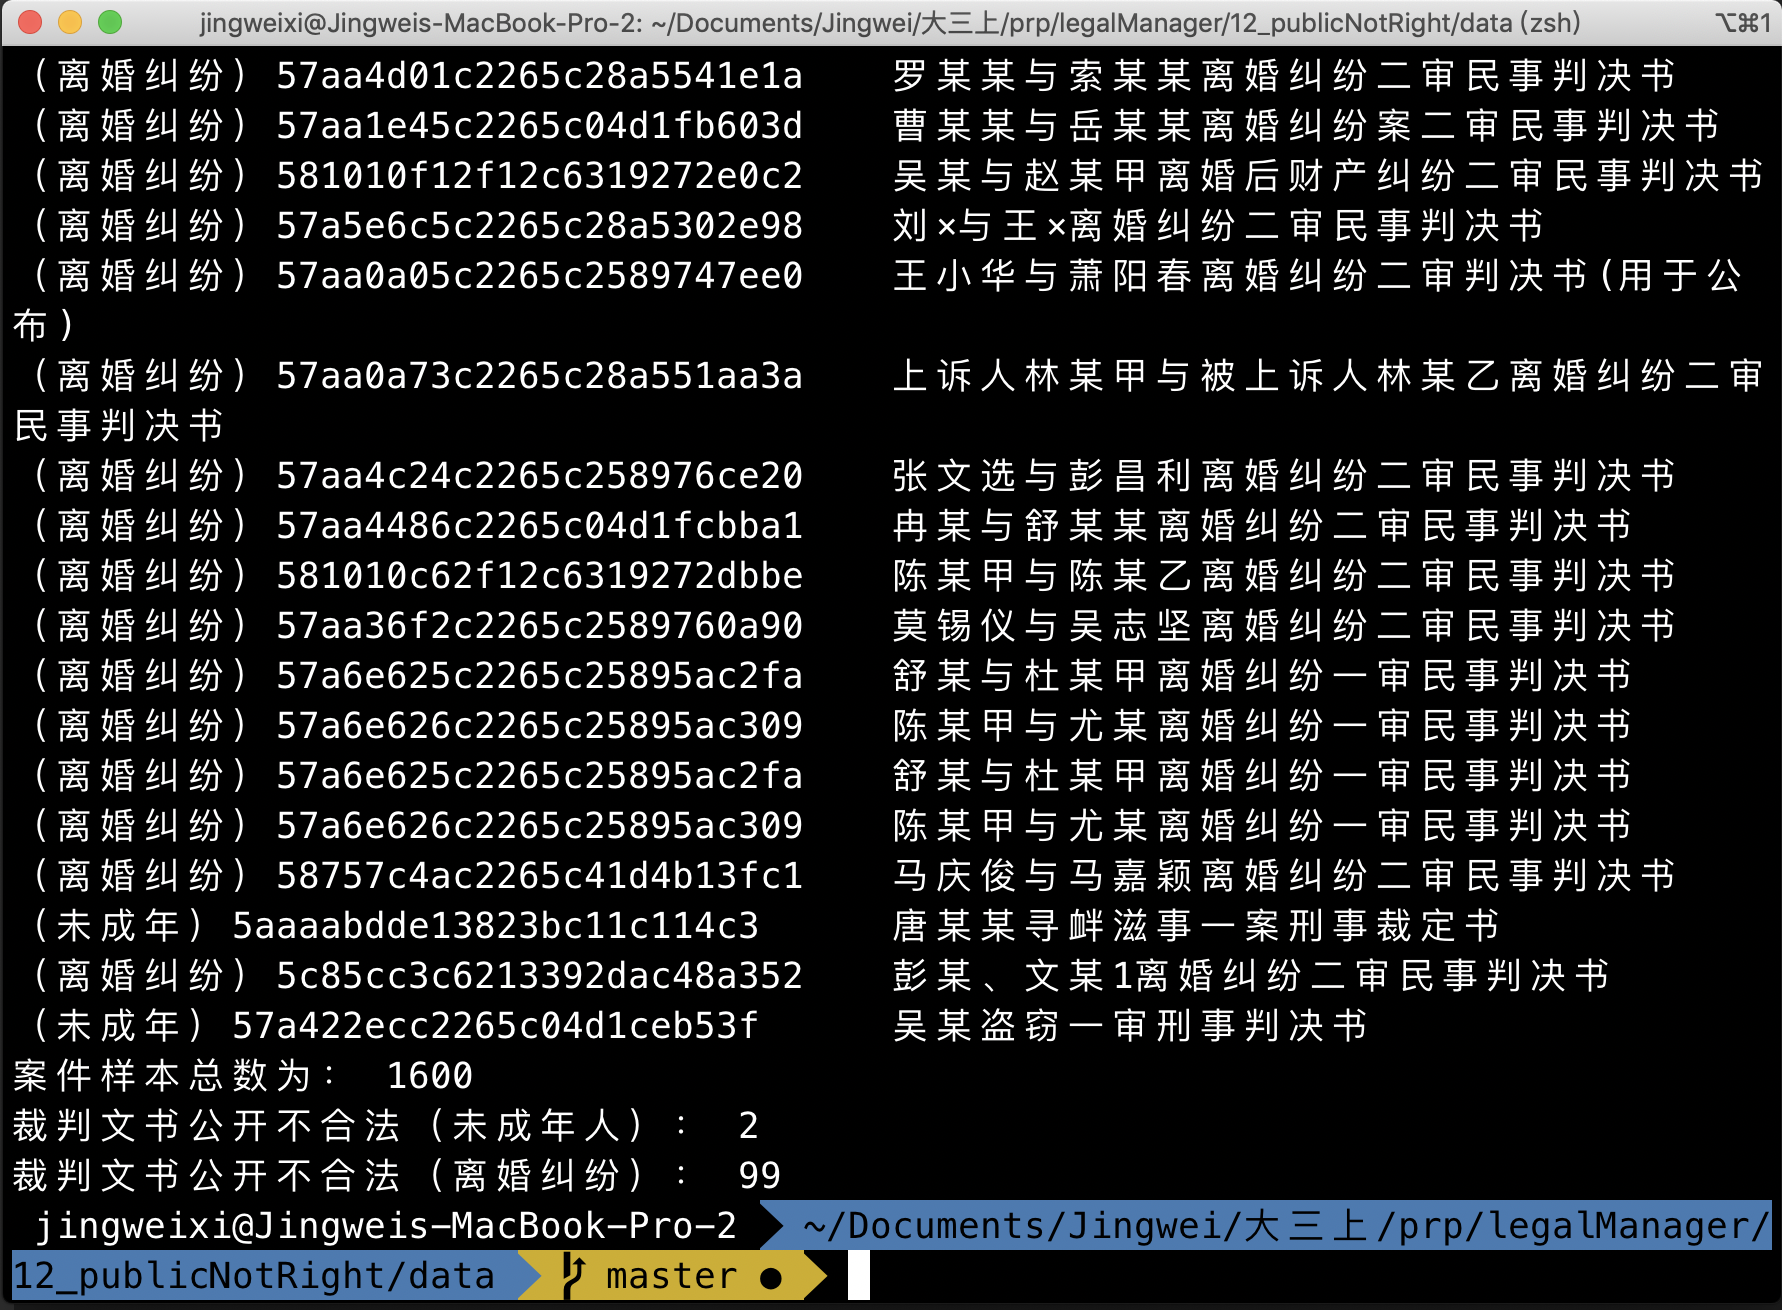 jingweixi@Jingweis-MacBook-Pro-2: ~/Documents/Jingwei/大三上/prp/legalManager/12_publicNotRight/data (zsh) ⌥⌘1
（离婚纠纷）57aa4d01c2265c28a5541e1a 罗某某与索某某离婚纠纷二审民事判决书
（离婚纠纷）57aa1e45c2265c04d1fb603d 曹某某与岳某某离婚纠纷案二审民事判决书
（离婚纠纷）581010f12f12c6319272e0c2 吴某与赵某甲离婚后财产纠纷二审民事判决书
（离婚纠纷）57a5e6c5c2265c28a5302e98 刘×与王×离婚纠纷二审民事判决书
（离婚纠纷）57aa0a05c2265c2589747ee0 王小华与萧阳春离婚纠纷二审判决书(用于公
布)
（离婚纠纷）57aa0a73c2265c28a551aa3a 上诉人林某甲与被上诉人林某乙离婚纠纷二审
民事判决书
（离婚纠纷）57aa4c24c2265c258976ce20 张文选与彭昌利离婚纠纷二审民事判决书
（离婚纠纷）57aa4486c2265c04d1fcbba1 冉某与舒某某离婚纠纷二审民事判决书
（离婚纠纷）581010c62f12c6319272dbbe 陈某甲与陈某乙离婚纠纷二审民事判决书
（离婚纠纷）57aa36f2c2265c2589760a90 莫锡仪与吴志坚离婚纠纷二审民事判决书
（离婚纠纷）57a6e625c2265c25895ac2fa 舒某与杜某甲离婚纠纷一审民事判决书
（离婚纠纷）57a6e626c2265c25895ac309 陈某甲与尤某离婚纠纷一审民事判决书
（离婚纠纷）57a6e625c2265c25895ac2fa 舒某与杜某甲离婚纠纷一审民事判决书
（离婚纠纷）57a6e626c2265c25895ac309 陈某甲与尤某离婚纠纷一审民事判决书
（离婚纠纷）58757c4ac2265c41d4b13fc1 马庆俊与马嘉颖离婚纠纷二审民事判决书
（未成年）5aaaabdde13823bc11c114c3 唐某某寻衅滋事一案刑事裁定书
（离婚纠纷）5c85cc3c6213392dac48a352 彭某、文某1离婚纠纷二审民事判决书
（未成年）57a422ecc2265c04d1ceb53f 吴某盗窃一审刑事判决书
案件样本总数为： 1600
裁判文书公开不合法（未成年人）： 2
裁判文书公开不合法（离婚纠纷）： 99
jingweixi@Jingweis-MacBook-Pro-2 ~/Documents/Jingwei/大三上/prp/legalManager/
12_publicNotRight/data master ●